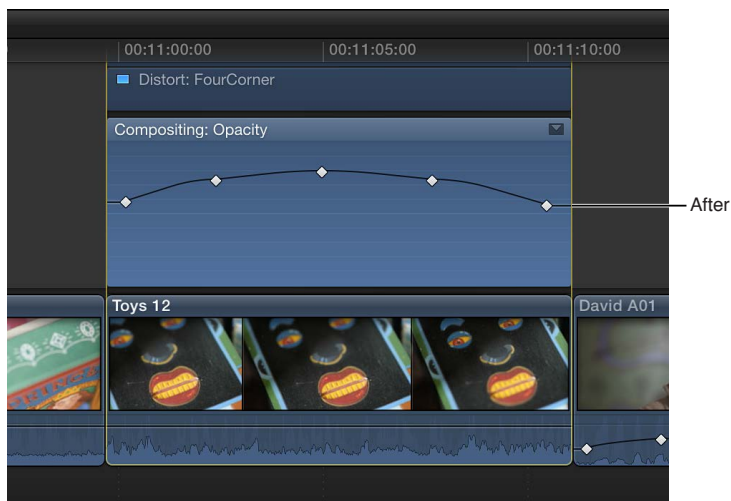 00:11:00:00 00:11:05:00 00:11:10:00
Distort: FourCorner
Compositing: Opacity
After
Toys 12 David A01